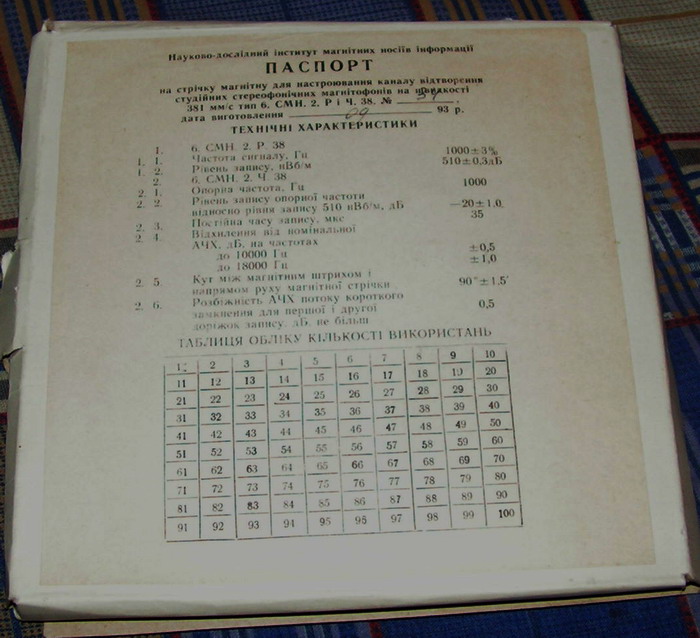 Науково-дослідний інститут магнітних носіїв інформації
ПАСПОРТ
на стрічку магнітну для настроювання каналу відтворення
студійних стереофонічних магнітофонів на швидкості
381 мм/с тип 6. СМН. 2. Р і Ч. 38. №
дата виготовлення 09 93 р.
ТЕХНІЧНІ ХАРАКТЕРИСТИКИ
1. 6. СМН. 2. Р. 38
1. 1. Частота сигналу, Гц 1000±3%
1. 2. Рівень запису, нВб/м 510±0,3дБ
2. 6. СМН. 2. Ч. 38
2. 1. Опорна частота, Гц 1000
2. 2. Рівень запису опорної частоти
відносно рівня запису 510 нВб/м, дБ —20±1,0
2. 3. Постійна часу запису, мкс 35
2. 4. Відхилення від номінальної
АЧХ, дБ, на частотах
до 10000 Гц ±0,5
до 18000 Гц ±1,0
2. 5. Кут між магнітним штрихом і
напрямом руху магнітної стрічки 90°±1.5'
2. 6. Розбіжність АЧХ потоку короткого
замкнення для першої і другої
доріжок запису, дБ, не більш 0,5
ТАБЛИЦЯ ОБЛІКУ КІЛЬКОСТІ ВИКОРИСТАНЬ
1 2 3 4 5 6 7 8 9 10
11 12 13 14 15 16 17 18 19 20
21 22 23 24 25 26 27 28 29 30
31 32 33 34 35 36 37 38 39 40
41 42 43 44 45 46 47 48 49 50
51 52 53 54 55 56 57 58 59 60
61 62 63 64 65 66 67 68 69 70
71 72 73 74 75 76 77 78 79 80
81 82 83 84 85 86 87 88 89 90
91 92 93 94 95 95 97 98 99 100